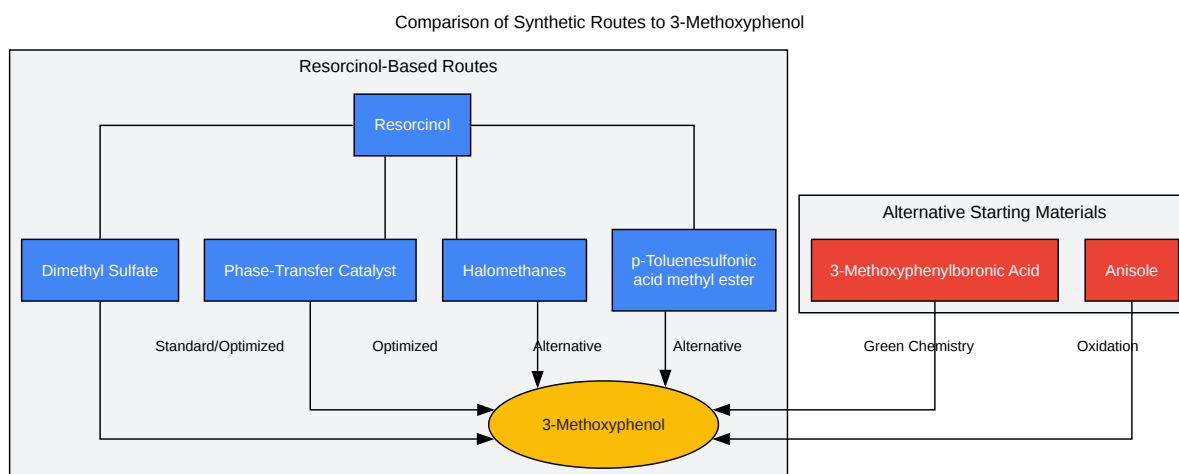 Comparison of Synthetic Routes to 3-Methoxyphenol
Resorcinol-Based Routes
Resorcinol
Alternative Starting Materials
Dimethyl Sulfate
Phase-Transfer Catalyst
Halomethanes
p-Toluenesulfonic
acid methyl ester
3-Methoxyphenylboronic Acid
Anisole
Standard/Optimized
Optimized
Alternative
Alternative
Green Chemistry
Oxidation
3-Methoxyphenol